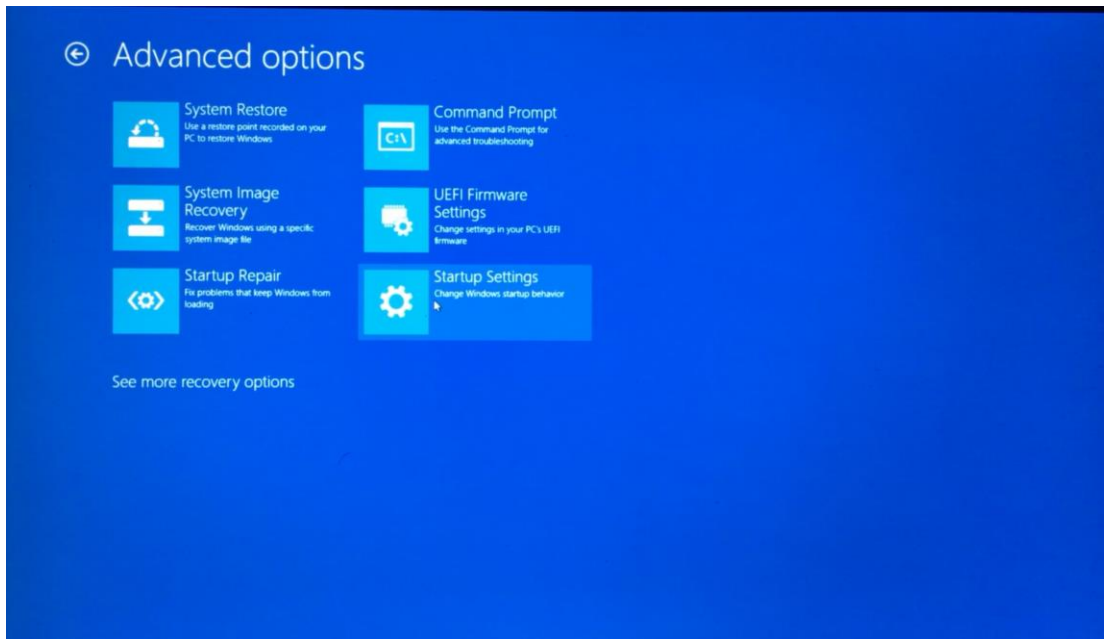 Advanced options
System Restore
Use a restore point recorded on your
PC to restore Windows
Command Prompt
Use the Command Prompt for
advanced troubleshooting
C:\
System Image
Recovery
Recover Windows using a specific
system image file
UEFI Firmware
Settings
Change settings in your PC's UEFI
firmware
Startup Repair
Fix problems that keep Windows from
loading
Startup Settings
Change Windows startup behavior
See more recovery options